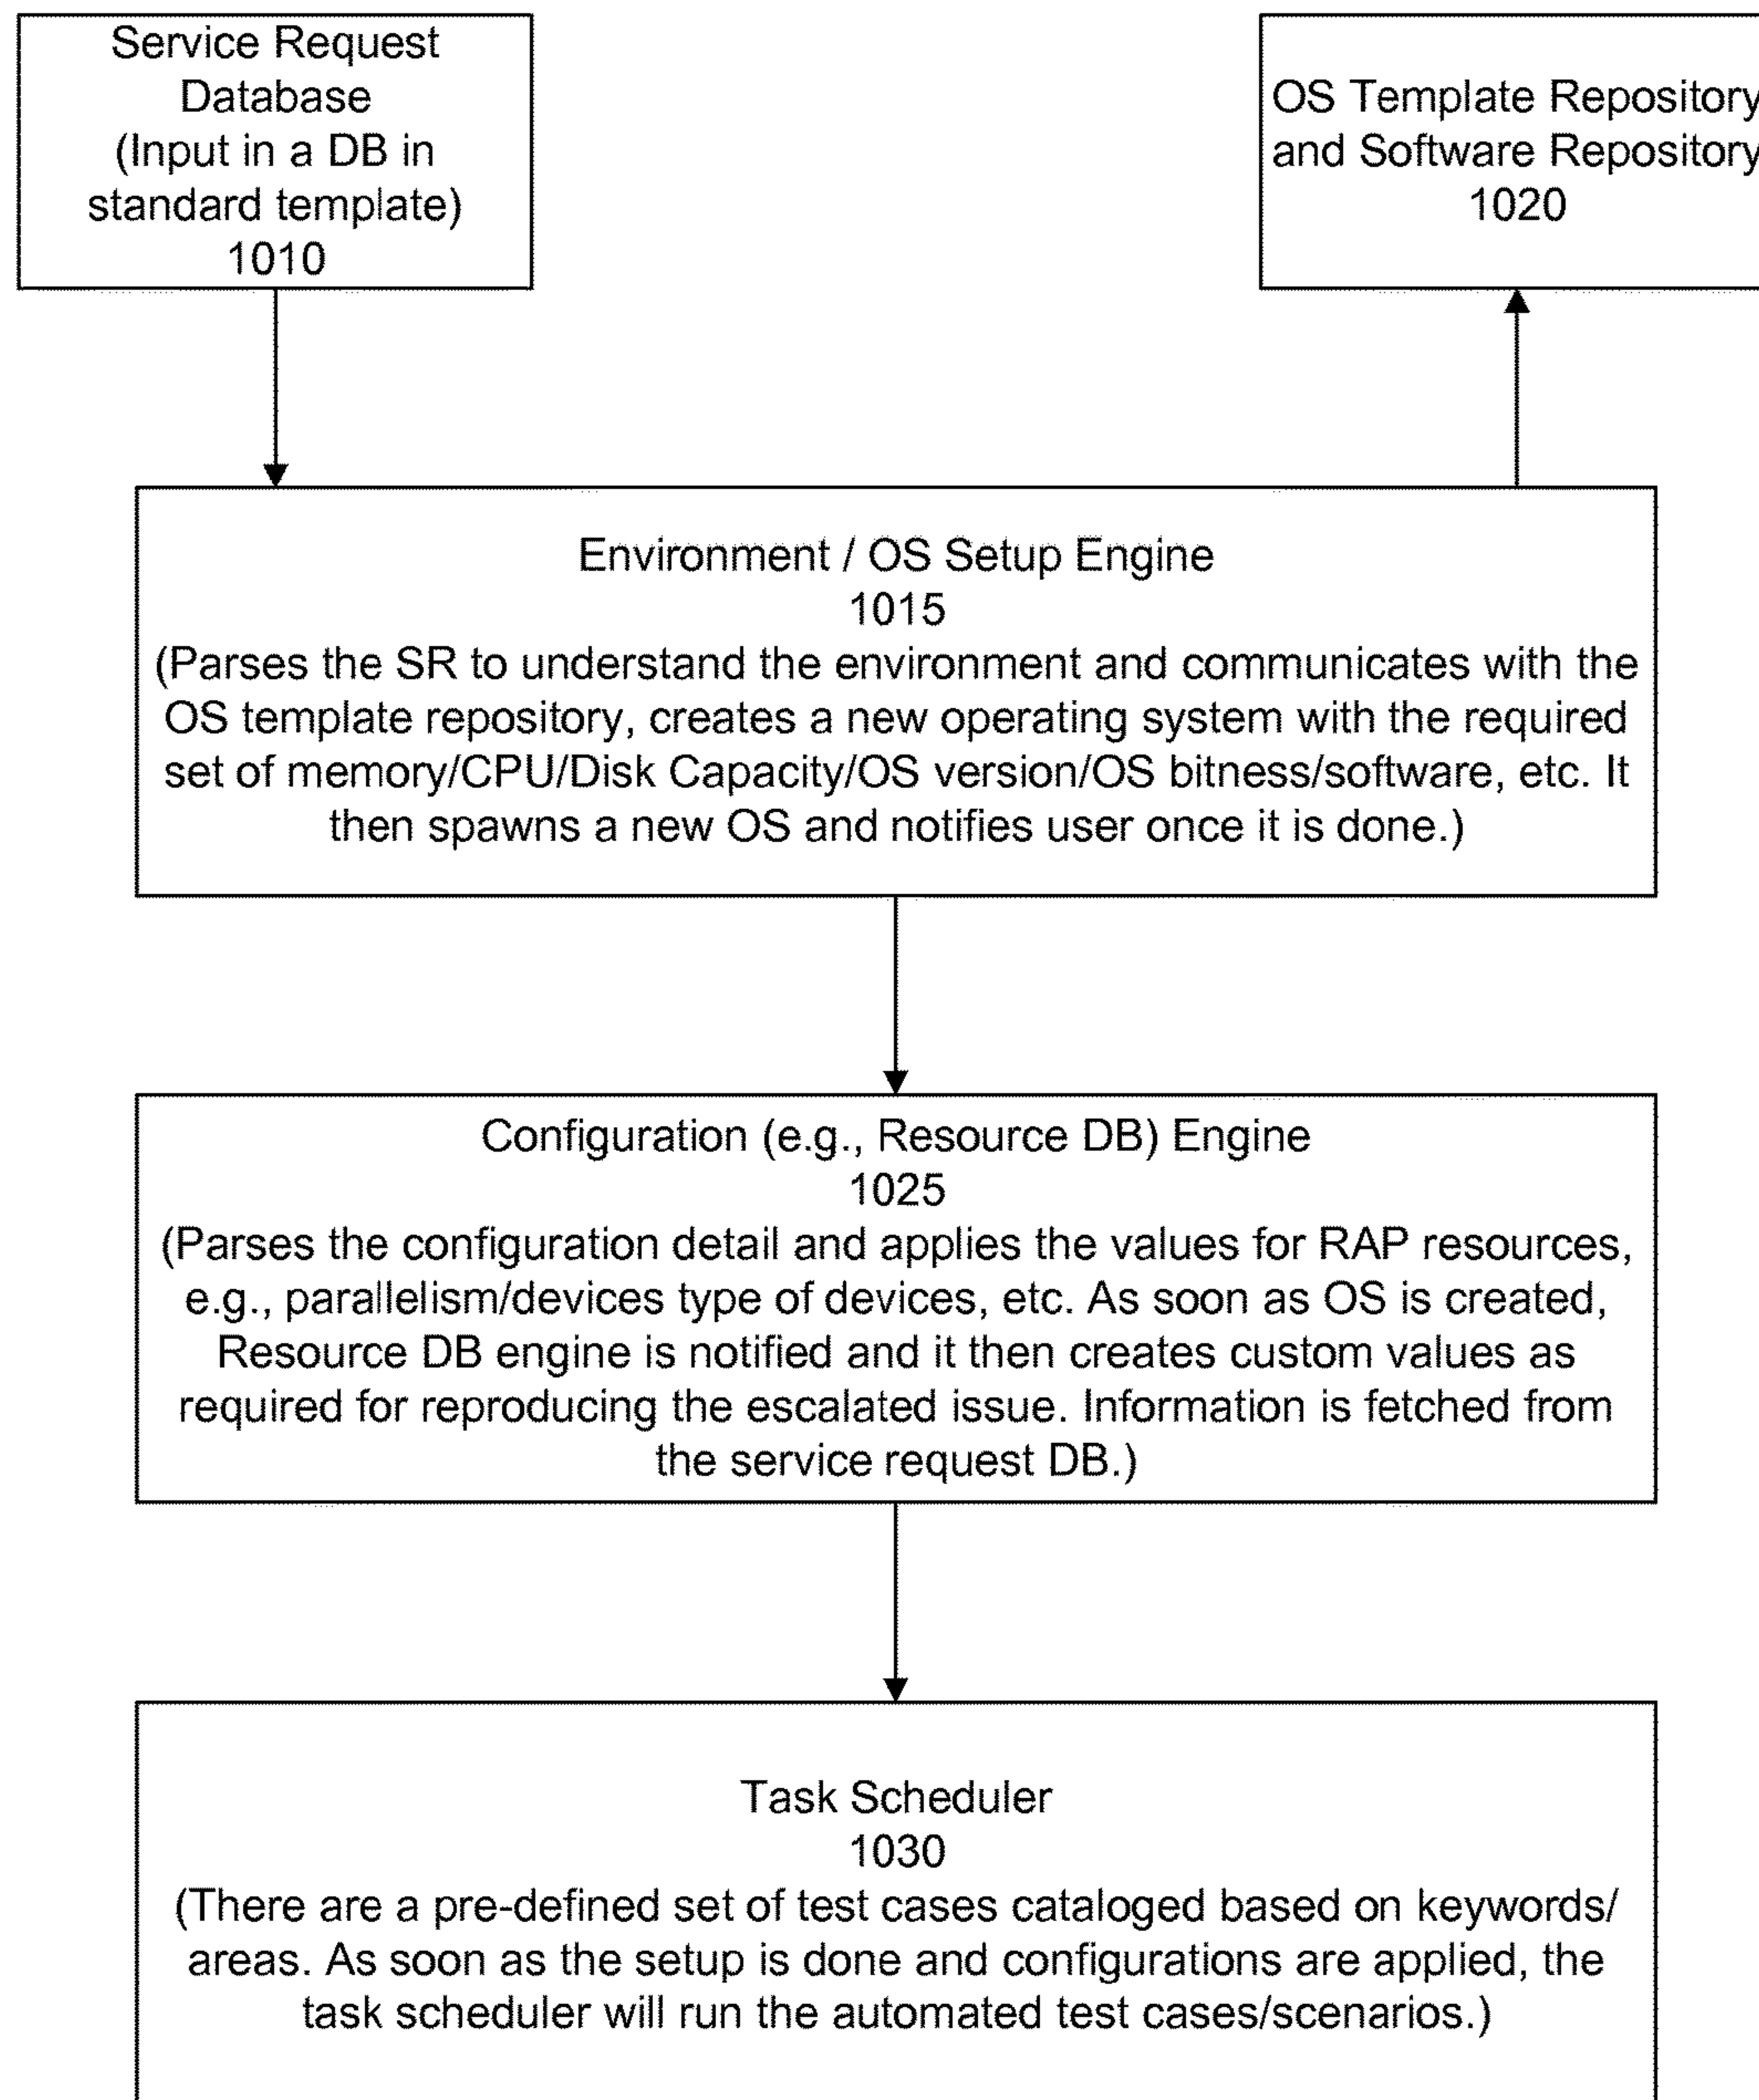 Service Request
Database
(Input in a DB in
standard template)
1010
OS Template Repository
and Software Repository
1020
Environment / OS Setup Engine
1015
(Parses the SR to understand the environment and communicates with the
OS template repository, creates a new operating system with the required
set of memory/CPU/Disk Capacity/OS version/OS bitness/software, etc. It
then spawns a new OS and notifies user once it is done.)
Configuration (e.g., Resource DB) Engine
1025
(Parses the configuration detail and applies the values for RAP resources,
e.g., parallelism/devices type of devices, etc. As soon as OS is created,
Resource DB engine is notified and it then creates custom values as
required for reproducing the escalated issue. Information is fetched from
the service request DB.)
Task Scheduler
1030
(There are a pre-defined set of test cases cataloged based on keywords/
areas. As soon as the setup is done and configurations are applied, the
task scheduler will run the automated test cases/scenarios.)